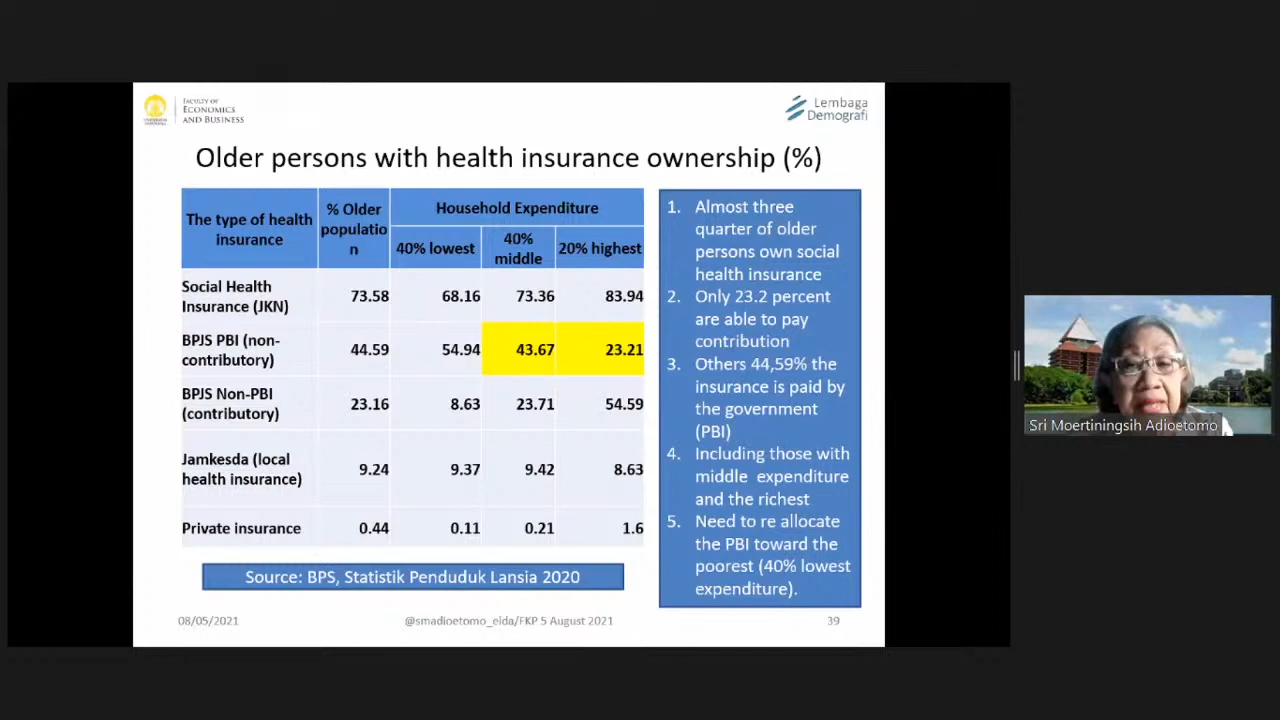 FACULTY OF
ECONOMICS
AND BUSINESS
Lembaga
Demografi
Older persons with health insurance ownership (%)
The type of health
insurance
% Older
populatio
n
Household Expenditure
40% lowest
40%
middle
20% highest
Social Health
Insurance (JKN)
73.58
68.16
73.36
83.94
BPJS PBI (non-
contributory)
44.59
54.94
43.67
23.21
BPJS Non-PBI
(contributory)
23.16
8.63
23.71
54.59
Jamkesda (local
health insurance)
9.24
9.37
9.42
8.63
Private insurance
0.44
0.11
0.21
1.6
Source: BPS, Statistik Penduduk Lansia 2020
1. Almost three
quarter of older
persons own social
health insurance
2. Only 23.2 percent
are able to pay
contribution
3. Others 44,59% the
insurance is paid by
the government
(PBI)
4. Including those with
middle expenditure
and the richest
5. Need to re allocate
the PBI toward the
poorest (40% lowest
expenditure).
08/05/2021
@smadioetomo_elda/FKP 5 August 2021
39
Sri Moertiningsih Adioetomo